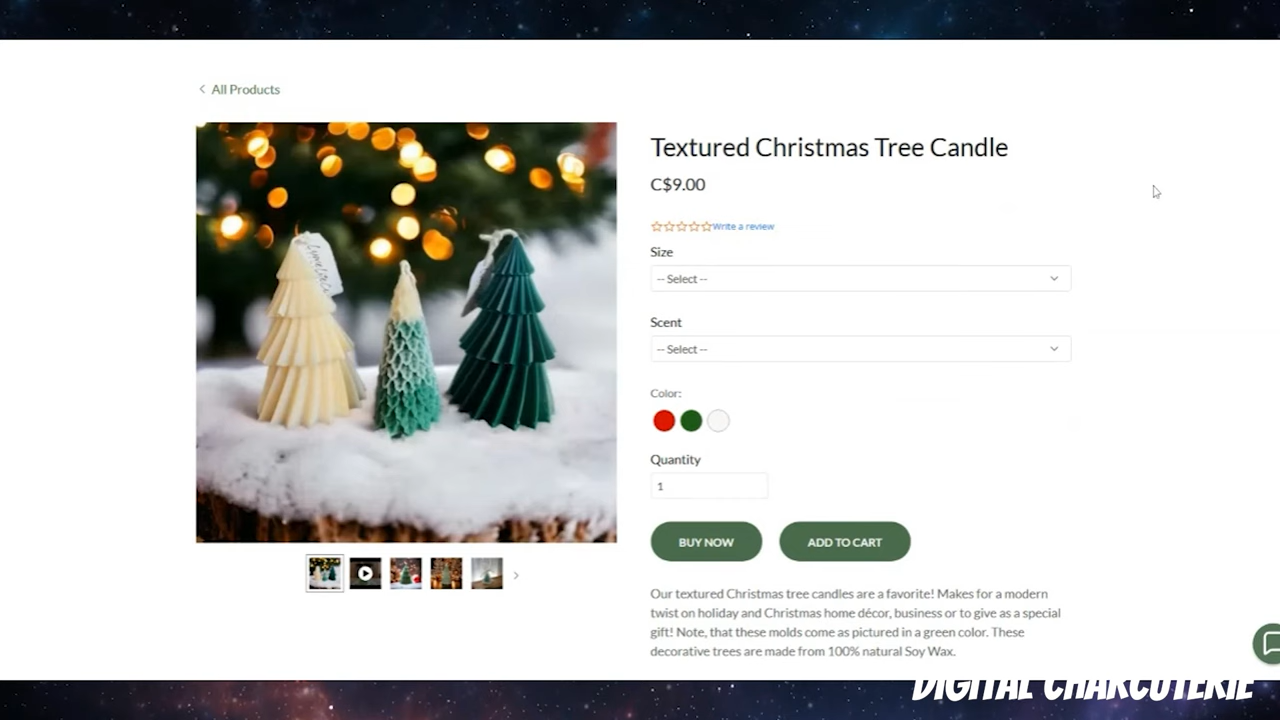 All Products
Textured Christmas Tree Candle
C$9.00
Write a review
Size
-- Select --
Scent
-- Select --
Color:
Quantity
1
BUY NOW
ADD TO CART
Our textured Christmas tree candles are a favorite! Makes for a modern
twist on holiday and Christmas home décor, business or to give as a special
gift! Note, that these molds come as pictured in a green color. These
decorative trees are made from 100% natural Soy Wax.
DIGITAL CHARCUTERIE